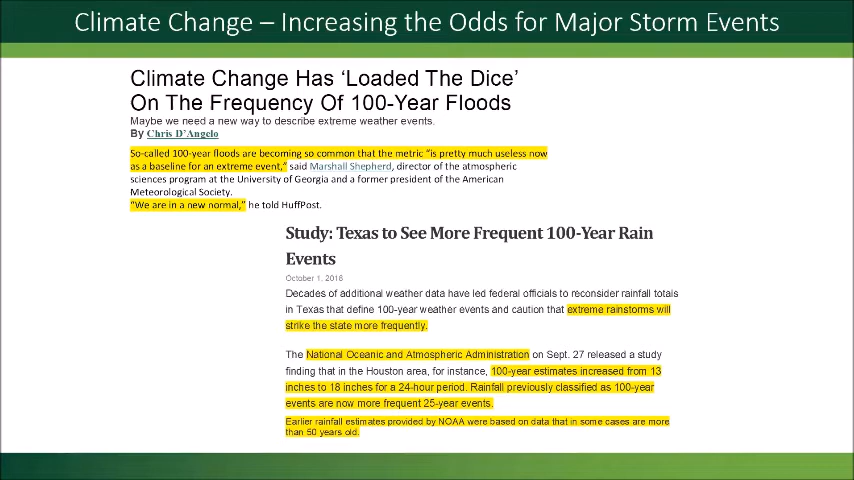 Climate Change – Increasing the Odds for Major Storm Events
Climate Change Has ‘Loaded The Dice’
On The Frequency Of 100-Year Floods
Maybe we need a new way to describe extreme weather events.
By Chris D’Angelo
So-called 100-year floods are becoming so common that the metric “is pretty much useless now
as a baseline for an extreme event,” said Marshall Shepherd, director of the atmospheric
sciences program at the University of Georgia and a former president of the American
Meteorological Society.
“We are in a new normal,” he told HuffPost.
Study: Texas to See More Frequent 100-Year Rain
Events
October 1, 2018
Decades of additional weather data have led federal officials to reconsider rainfall totals
in Texas that define 100-year weather events and caution that extreme rainstorms will
strike the state more frequently.
The National Oceanic and Atmospheric Administration on Sept. 27 released a study
finding that in the Houston area, for instance, 100-year estimates increased from 13
inches to 18 inches for a 24-hour period. Rainfall previously classified as 100-year
events are now more frequent 25-year events.
Earlier rainfall estimates provided by NOAA were based on data that in some cases are more
than 50 years old.